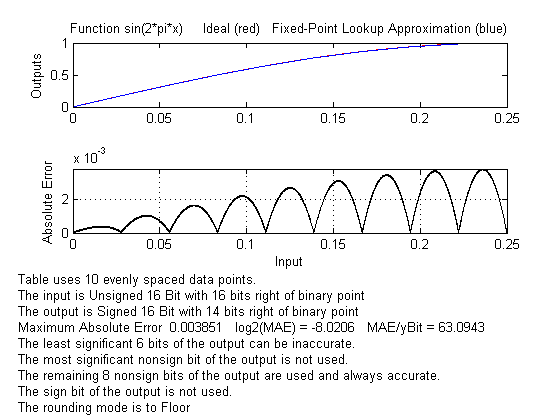 Function sin(2*pi*x) Ideal (red) Fixed-Point Lookup Approximation (blue)
1
0.5
0
Outputs
0 0.05 0.1 0.15 0.2 0.25
x 10^-3
2
0
Absolute Error
0 0.05 0.1 0.15 0.2 0.25
Input
Table uses 10 evenly spaced data points.
The input is Unsigned 16 Bit with 16 bits right of binary point
The output is Signed 16 Bit with 14 bits right of binary point
Maximum Absolute Error 0.003851 log2(MAE) = -8.0206 MAE/yBit = 63.0943
The least significant 6 bits of the output can be inaccurate.
The most significant nonsign bit of the output is not used.
The remaining 8 nonsign bits of the output are used and always accurate.
The sign bit of the output is not used.
The rounding mode is to Floor